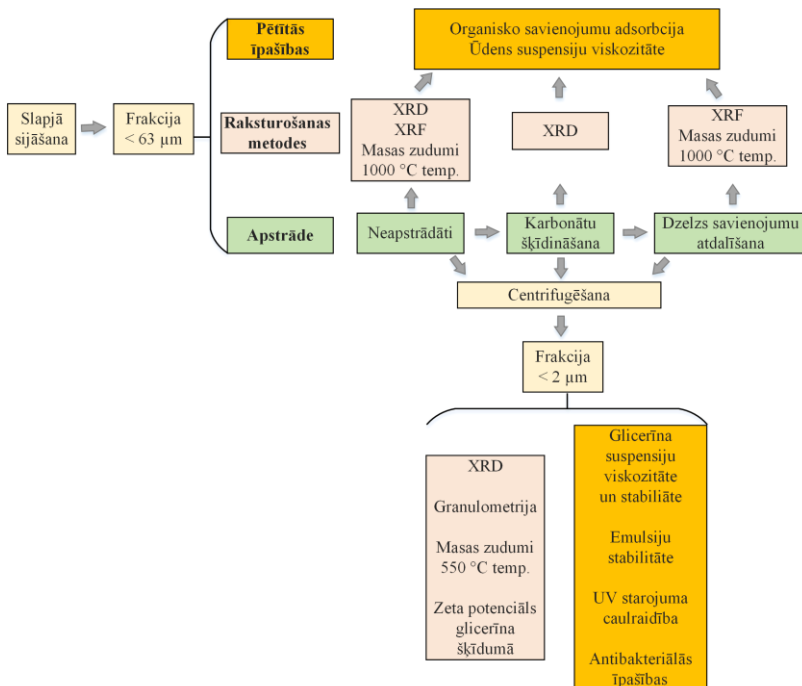 Pētītās
īpašības
Organisko savienojumu adsorbcija
Ūdens suspensiju viskozitāte
Slapjā
sijāšana
Frakcija
< 63 µm
Raksturošanas
metodes
XRD
XRF
Masas zudumi
1000 °C temp.
XRD
XRF
Masas zudumi
1000 °C temp.
Apstrāde
Neapstrādāti
Karbonātu
šķīdināšana
Dzelzs savienojumu
atdalīšana
Centrifugēšana
Frakcija
< 2 µm
XRD
Granulometrija
Masas zudumi
550 °C temp.
Zeta potenciāls
glicerīna
šķīdumā
Glicerīna
suspensiju
viskozitāte
un stabiliāte
Emulsiju
stabilitāte
UV starojuma
caulraidība
Antibakteriālās
īpašības